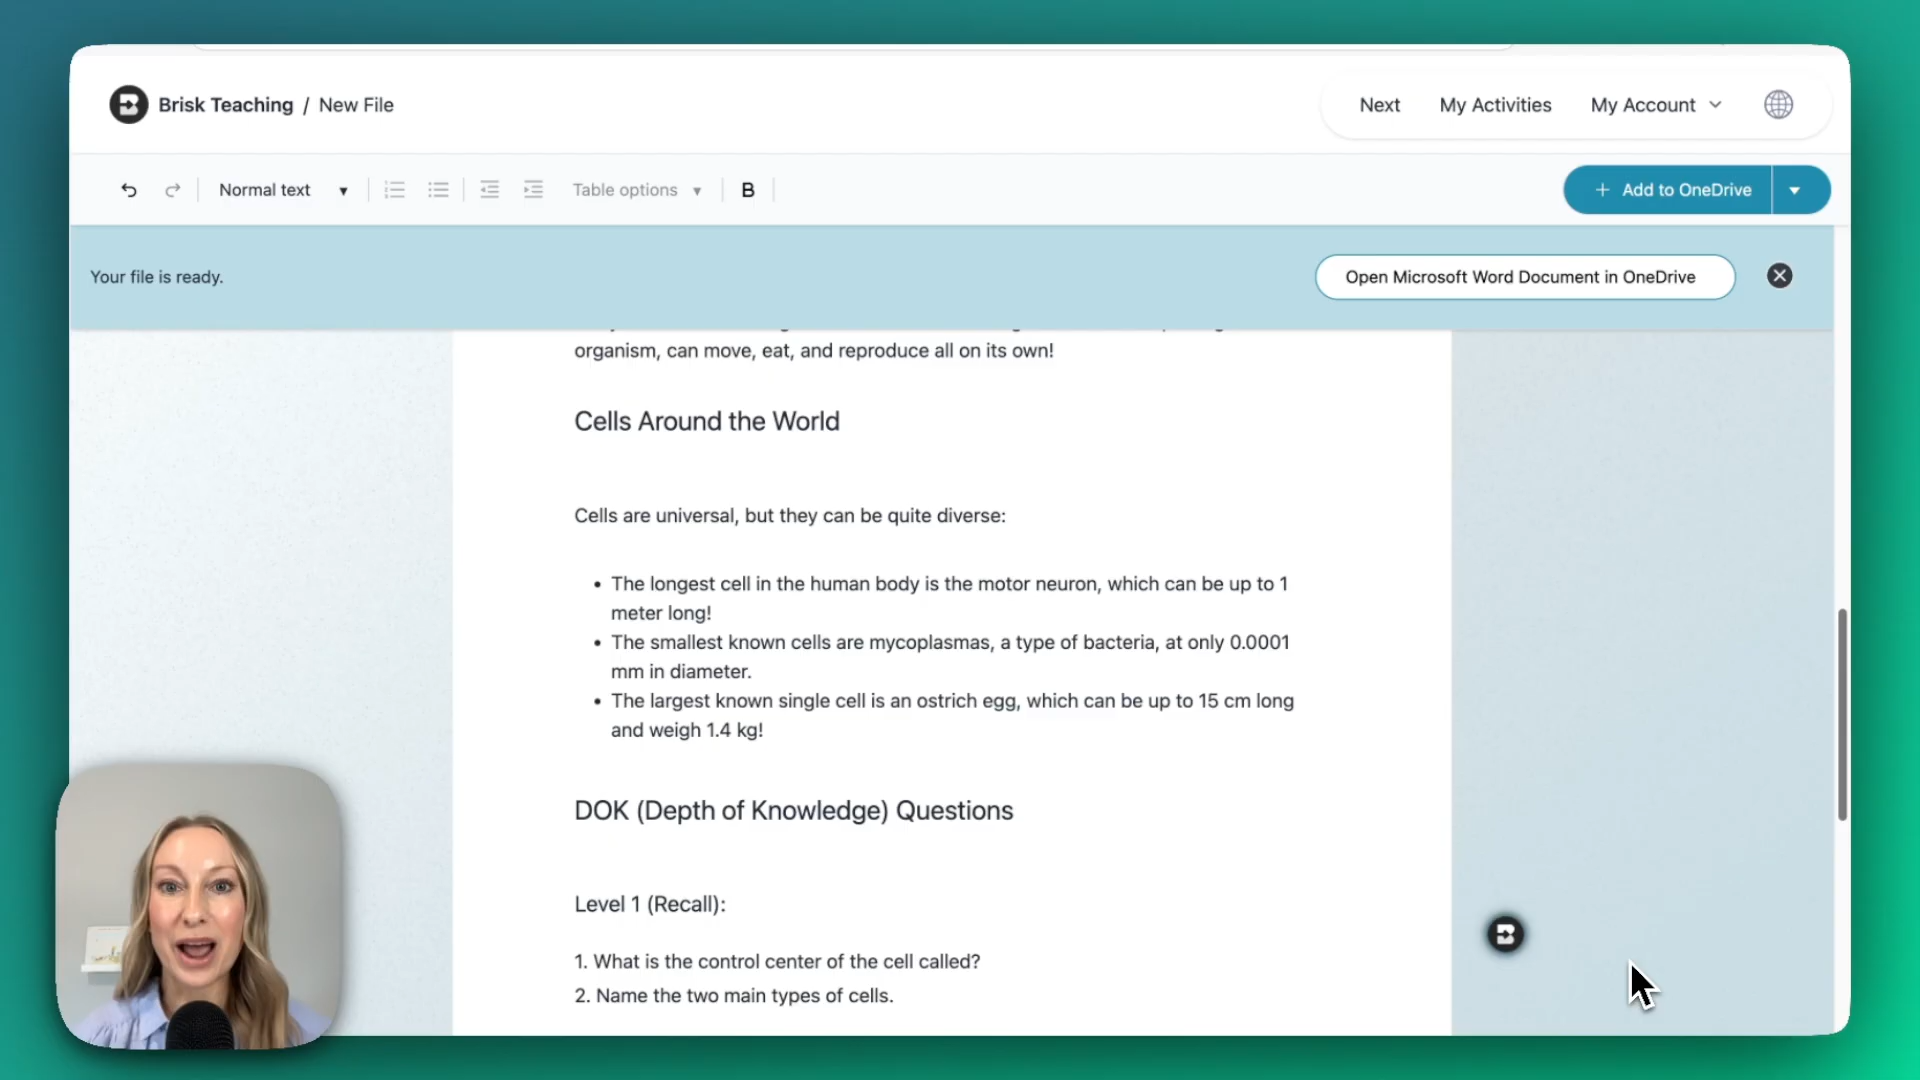 Brisk Teaching / New File
Next
My Activities
My Account
Normal text
Table options
B
+ Add to OneDrive
Your file is ready.
Open Microsoft Word Document in OneDrive
organism, can move, eat, and reproduce all on its own!
Cells Around the World
Cells are universal, but they can be quite diverse:
• The longest cell in the human body is the motor neuron, which can be up to 1
meter long!
• The smallest known cells are mycoplasmas, a type of bacteria, at only 0.0001
mm in diameter.
• The largest known single cell is an ostrich egg, which can be up to 15 cm long
and weigh 1.4 kg!
DOK (Depth of Knowledge) Questions
Level 1 (Recall):
1. What is the control center of the cell called?
2. Name the two main types of cells.